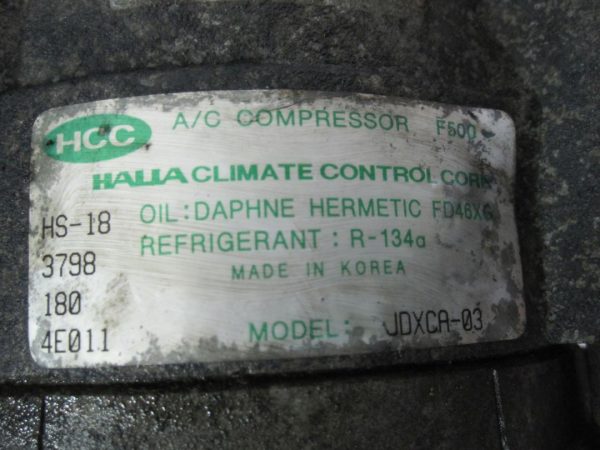 HCC
A/C COMPRESSOR F500
HALLA CLIMATE CONTROL CORP
OIL : DAPHNE HERMETIC FD46XG
REFRIGERANT : R-134a
MADE IN KOREA
MODEL: JDXCA-03
HS-18
3798
180
4E011